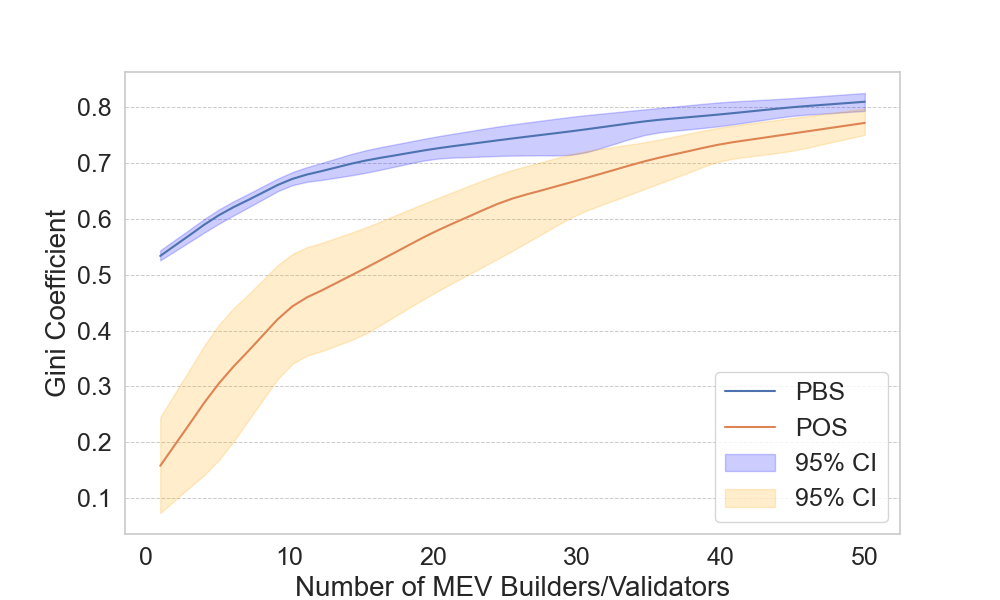 0.8
0.7
0.6
0.5
0.4
0.3
0.2
0.1
Gini Coefficient
PBS
POS
95% CI
95% CI
0 10 20 30 40 50
Number of MEV Builders/Validators